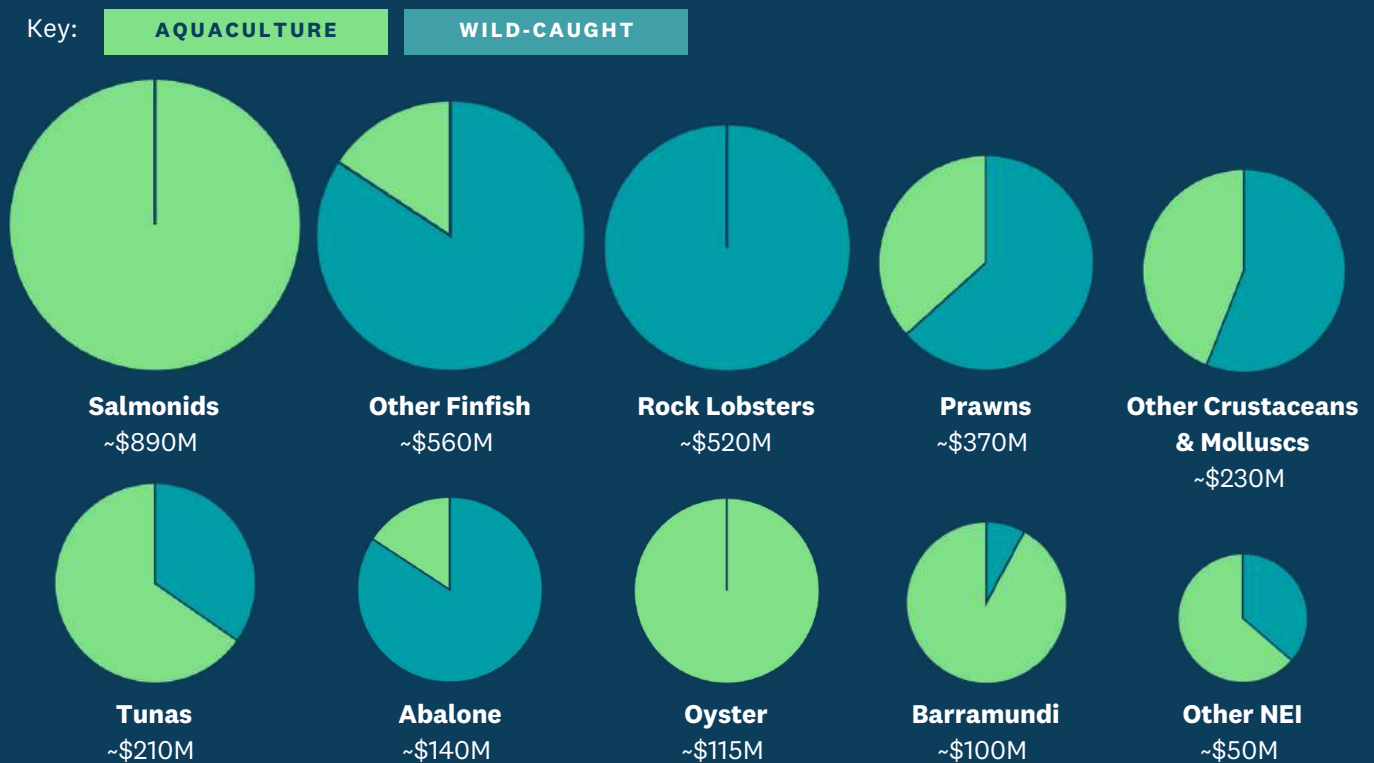 Key:
AQUACULTURE
WILD-CAUGHT
Salmonids
~$890M
Other Finfish
~$560M
Rock Lobsters
~$520M
Prawns
~$370M
Other Crustaceans
& Molluscs
~$230M
Tunas
~$210M
Abalone
~$140M
Oyster
~$115M
Barramundi
~$100M
Other NEI
~$50M